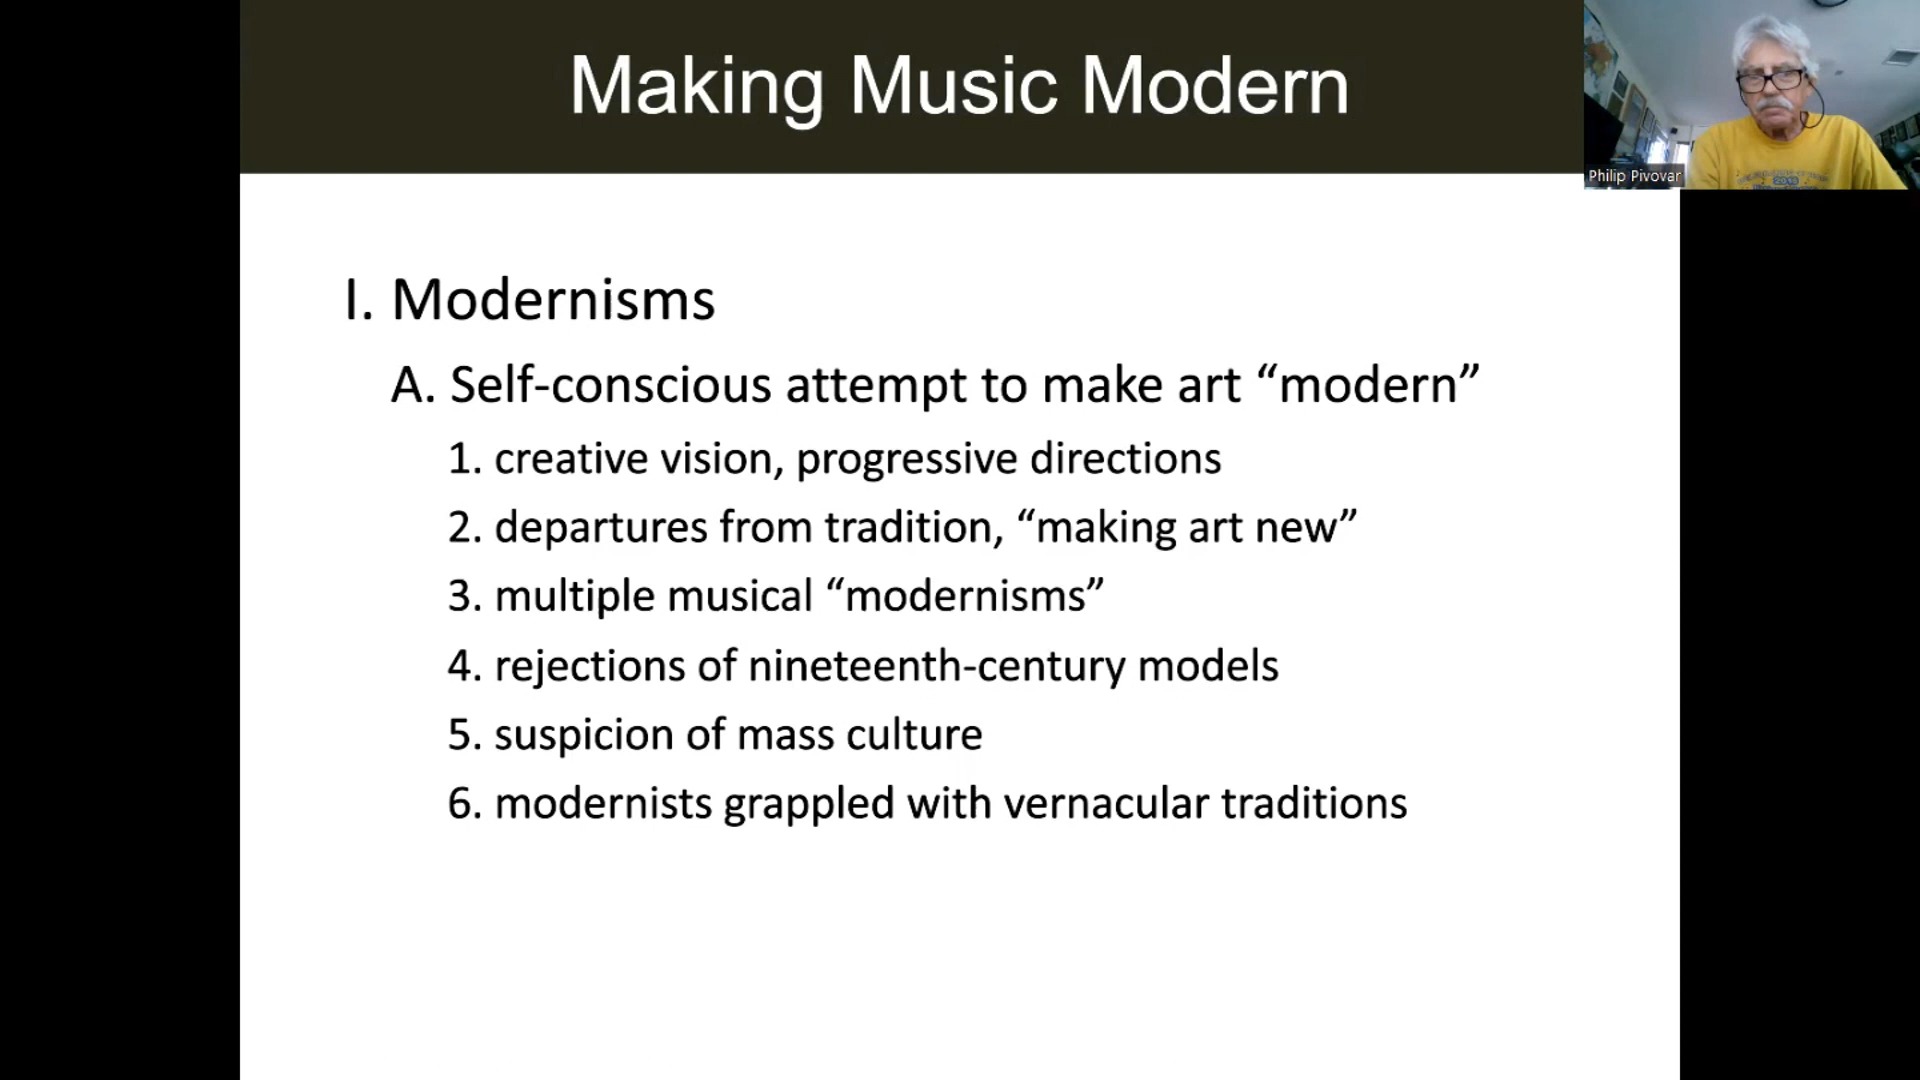 Making Music Modern
Philip Pivovar
I. Modernisms
A. Self-conscious attempt to make art “modern”
1. creative vision, progressive directions
2. departures from tradition, “making art new”
3. multiple musical “modernisms”
4. rejections of nineteenth-century models
5. suspicion of mass culture
6. modernists grappled with vernacular traditions